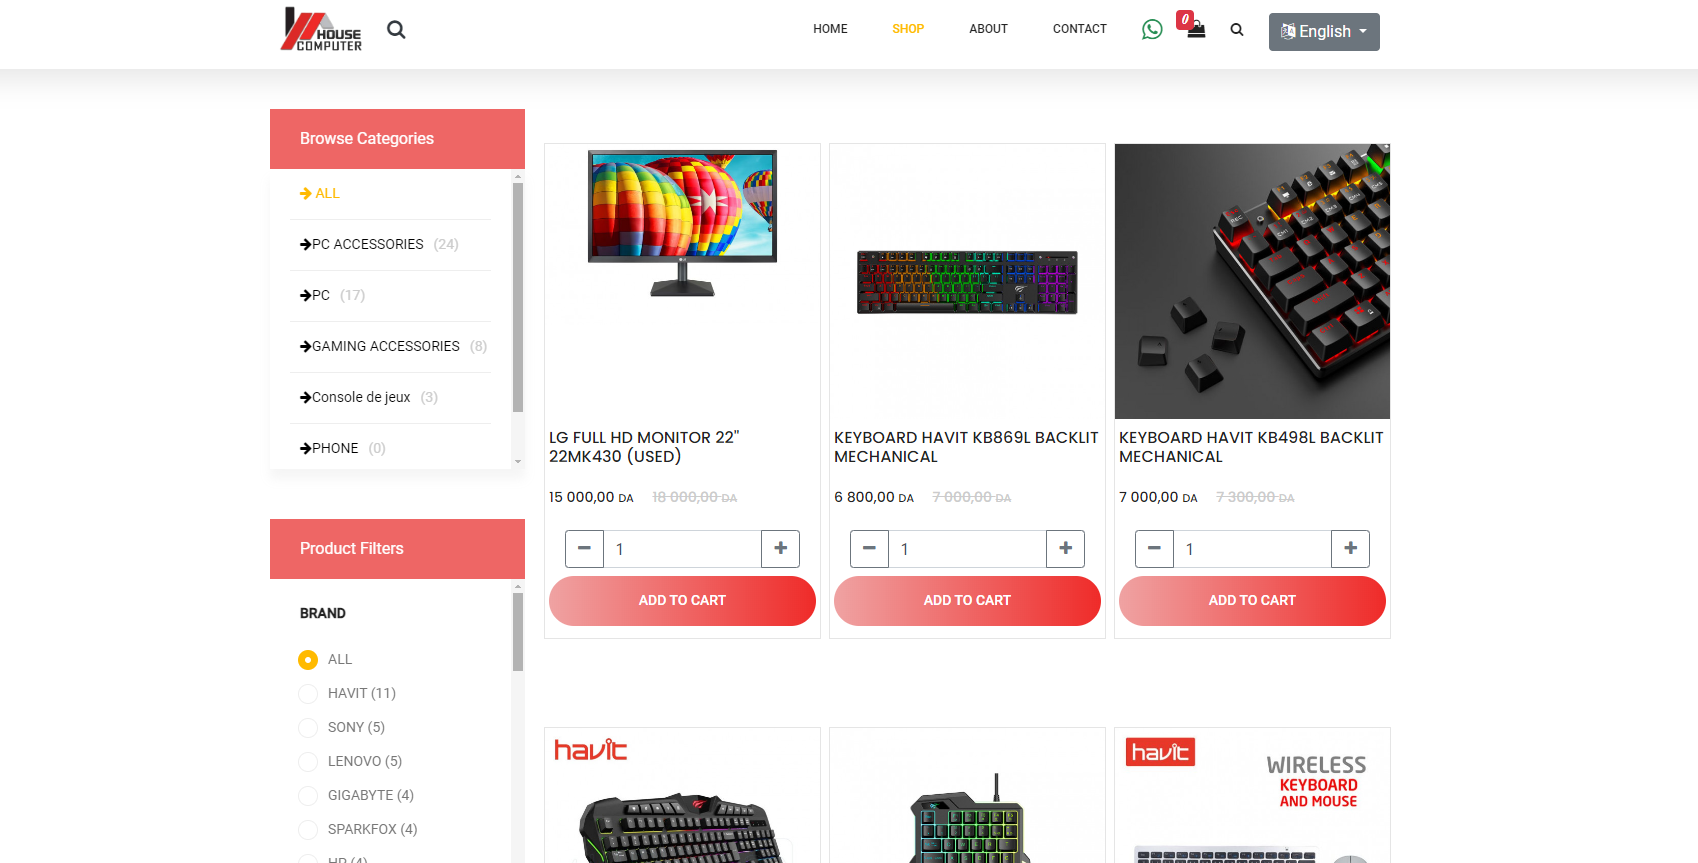 HOUSE
COMPUTER
HOME
SHOP
ABOUT
CONTACT
0
English
Browse Categories
ALL
PC ACCESSORIES (24)
PC (17)
GAMING ACCESSORIES (8)
Console de jeux (3)
PHONE (0)
Product Filters
BRAND
ALL
HAVIT (11)
SONY (5)
LENOVO (5)
GIGABYTE (4)
SPARKFOX (4)
HP (4)
LG FULL HD MONITOR 22"
22MK430 (USED)
15 000,00 DA 18 000,00 DA
1
ADD TO CART
KEYBOARD HAVIT KB869L BACKLIT
MECHANICAL
6 800,00 DA 7 000,00 DA
1
ADD TO CART
KEYBOARD HAVIT KB498L BACKLIT
MECHANICAL
7 000,00 DA 7 300,00 DA
1
ADD TO CART
havit
havit
WIRELESS
KEYBOARD
AND MOUSE